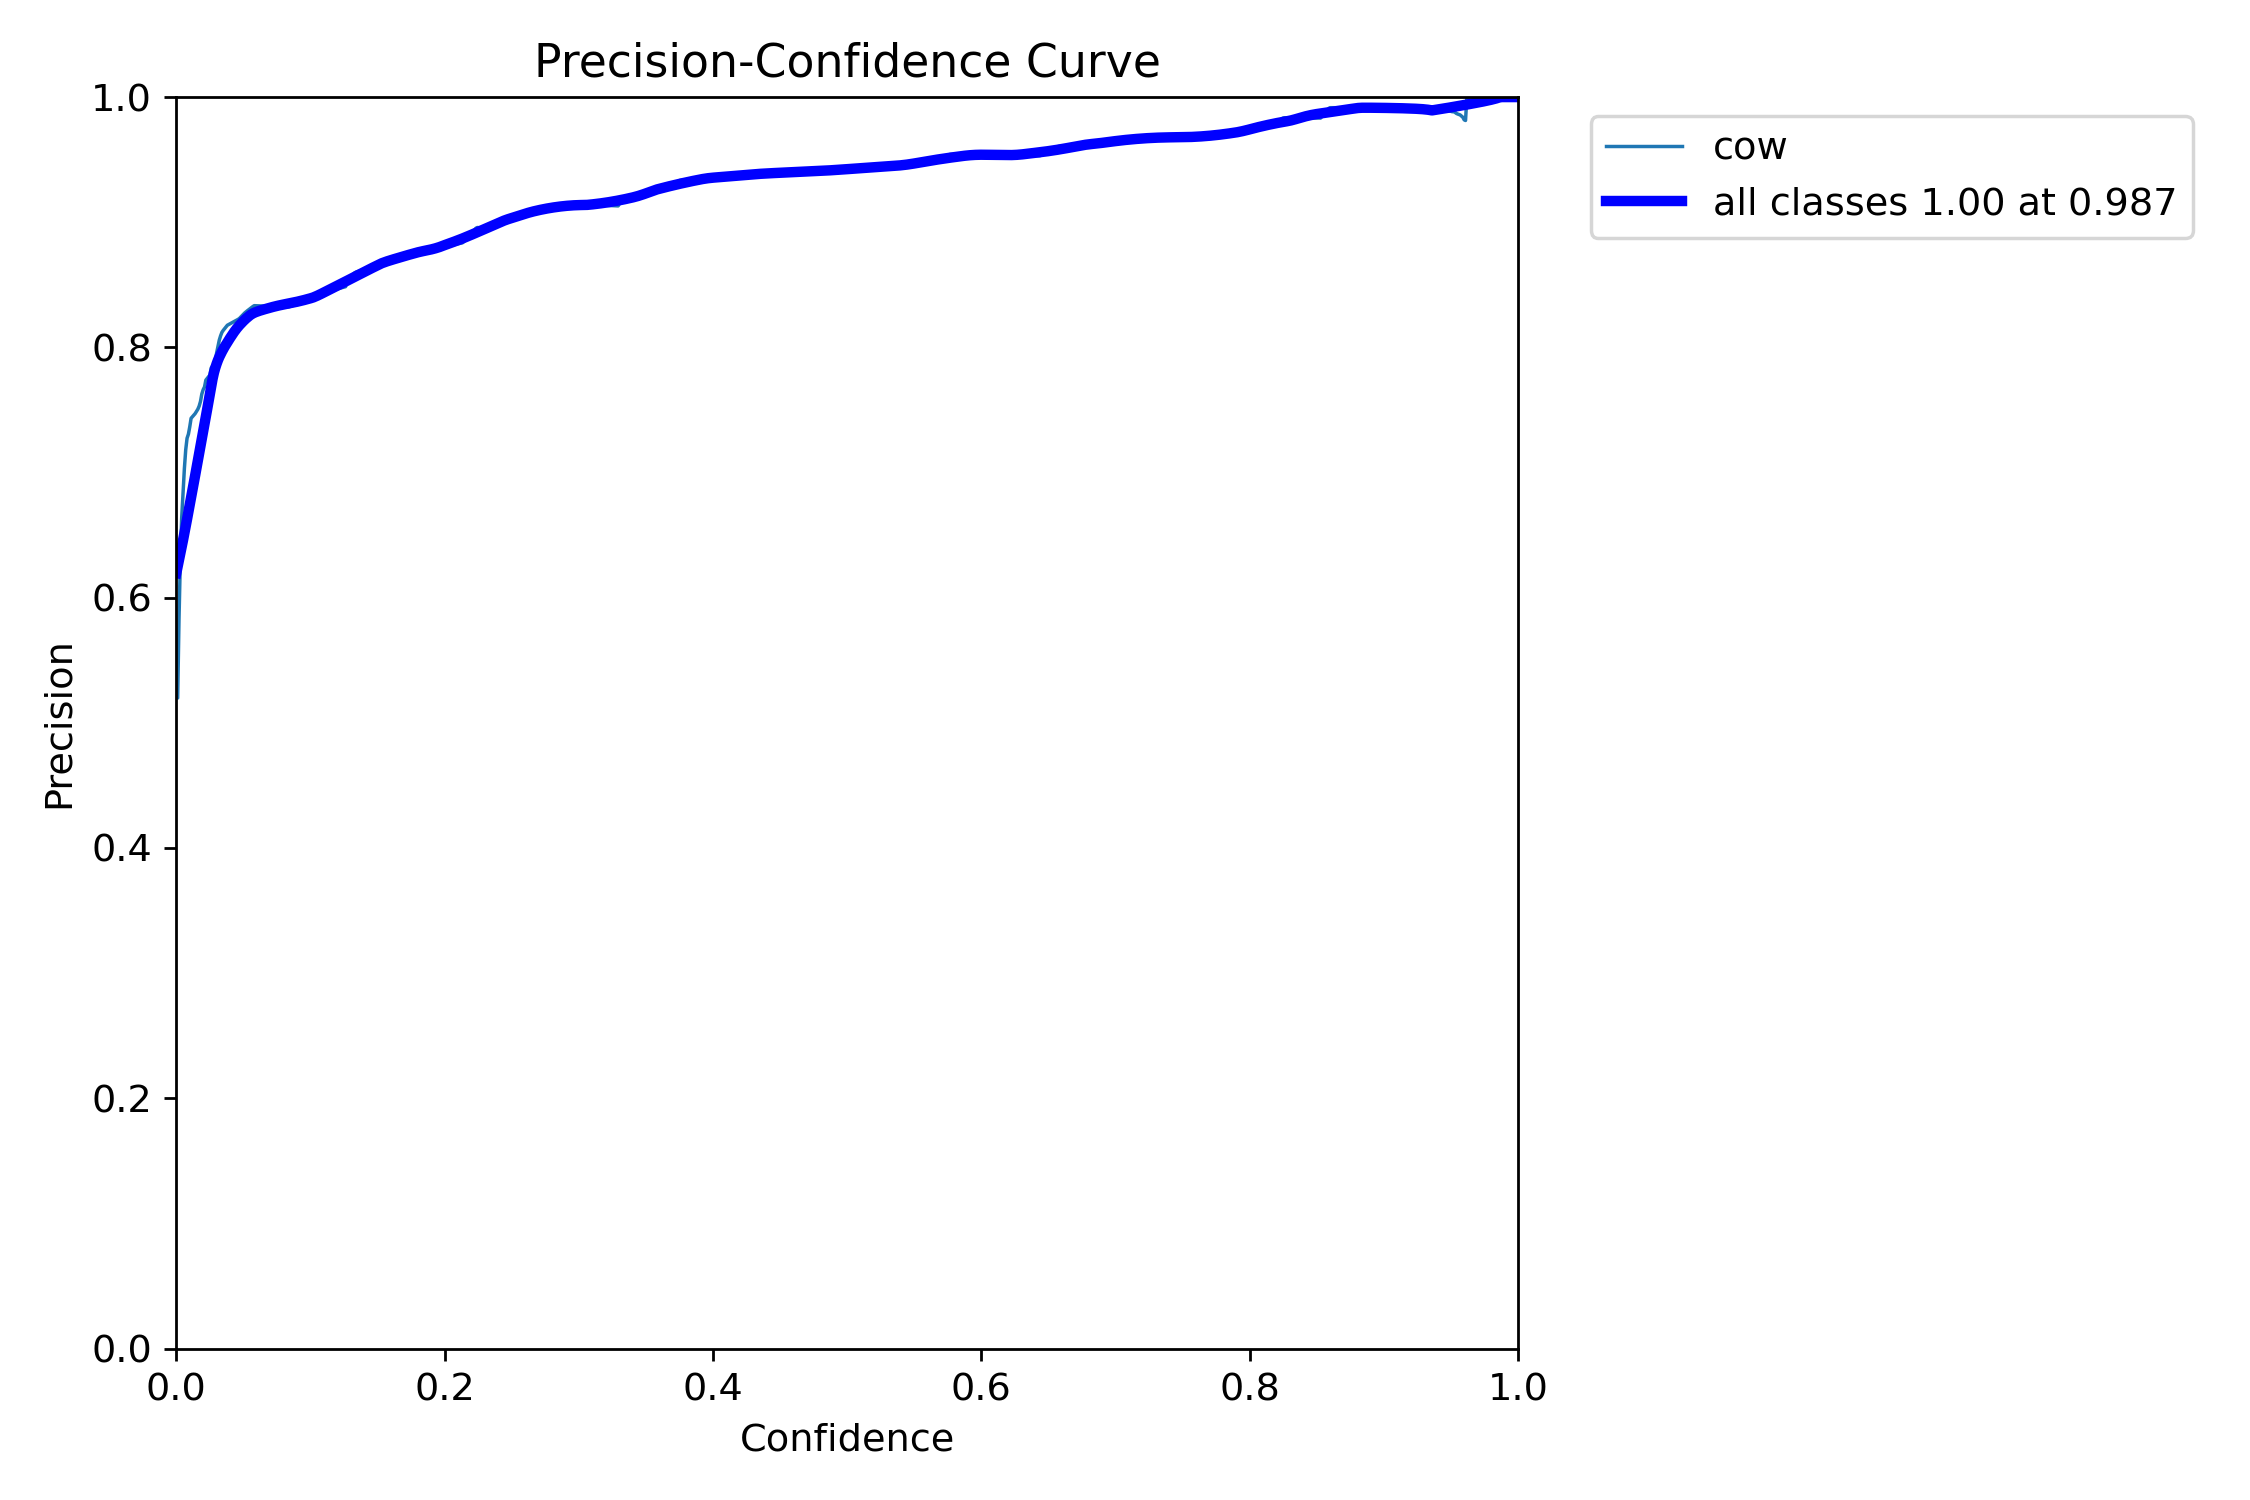 Precision-Confidence Curve
1.0
0.8
0.6
0.4
0.2
0.0
Precision
0.0 0.2 0.4 0.6 0.8 1.0
Confidence
cow
all classes 1.00 at 0.987